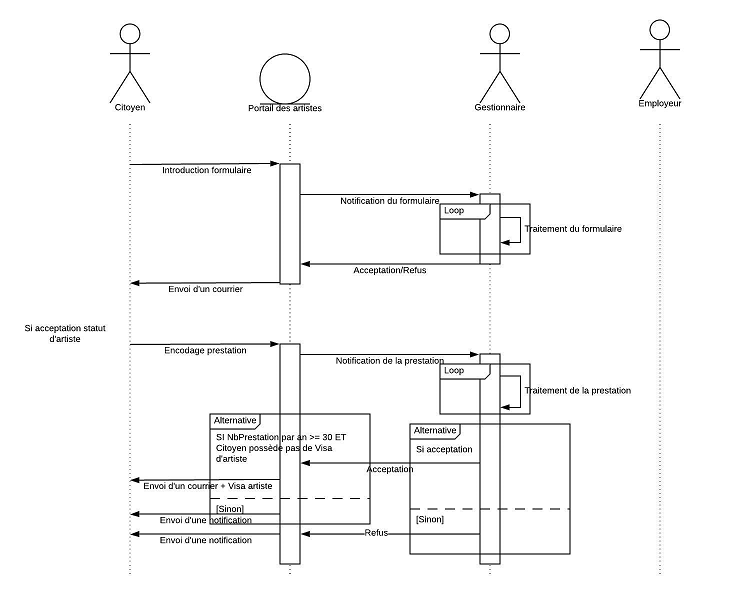 Citoyen
Portail des artistes
Gestionnaire
Employeur
Introduction formulaire
Notification du formulaire
Loop
Traitement du formulaire
Acceptation/Refus
Envoi d'un courrier
Si acceptation statut
d'artiste
Encodage prestation
Notification de la prestation
Loop
Traitement de la prestation
Alternative
SI NbPrestation par an >= 30 ET
Citoyen possède pas de Visa
d'artiste
Alternative
Si acceptation
Acceptation
Envoi d'un courrier + Visa artiste
[Sinon]
Envoi d'une notification
[Sinon]
Refus
Envoi d'une notification